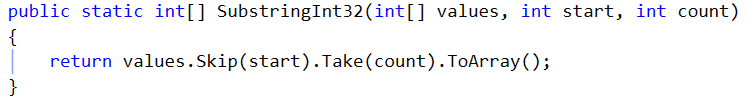 public static int[] SubstringInt32(int[] values, int start, int count)
{
    return values.Skip(start).Take(count).ToArray();
}